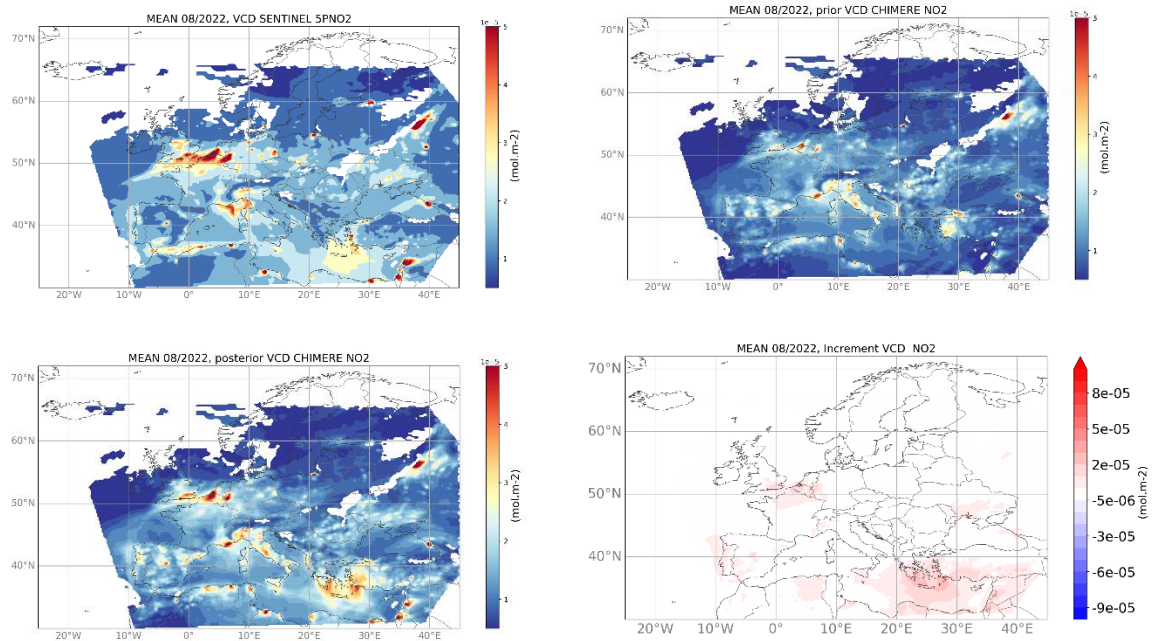 MEAN 08/2022, VCD SENTINEL 5PNO2
1e-5
70°N
60°N
50°N
40°N
20°W 10°W 0° 10°E 20°E 30°E 40°E
5
4
3
2
1
(mol.m-2)
MEAN 08/2022, prior VCD CHIMERE NO2
1e-5
70°N
60°N
50°N
40°N
20°W 10°W 0° 10°E 20°E 30°E 40°E
4
3
2
1
(mol.m-2)
MEAN 08/2022, posterior VCD CHIMERE NO2
1e-5
70°N
60°N
50°N
40°N
20°W 10°W 0° 10°E 20°E 30°E 40°E
4
3
2
1
(mol.m-2)
MEAN 08/2022, Increment VCD NO2
70°N
60°N
50°N
40°N
20°W 10°W 0° 10°E 20°E 30°E 40°E
8e-05
5e-05
2e-05
-5e-06
-3e-05
-6e-05
-9e-05
(mol.m-2)